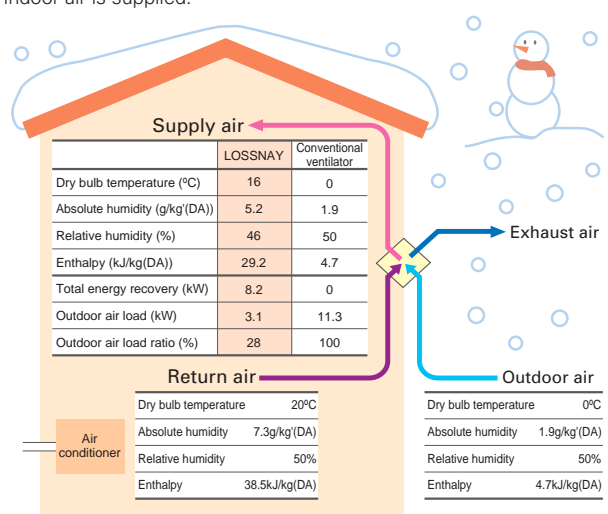 indoor air is supplied.
Supply air
LOSSNAY Conventional ventilator
Dry bulb temperature (ºC) 16 0
Absolute humidity (g/kg'(DA)) 5.2 1.9
Relative humidity (%) 46 50
Enthalpy (kJ/kg(DA)) 29.2 4.7
Total energy recovery (kW) 8.2 0
Outdoor air load (kW) 3.1 11.3
Outdoor air load ratio (%) 28 100
Exhaust air
Return air
Dry bulb temperature 20ºC
Absolute humidity 7.3g/kg'(DA)
Relative humidity 50%
Enthalpy 38.5kJ/kg(DA)
Outdoor air
Dry bulb temperature 0ºC
Absolute humidity 1.9g/kg'(DA)
Relative humidity 50%
Enthalpy 4.7kJ/kg(DA)
Air
conditioner